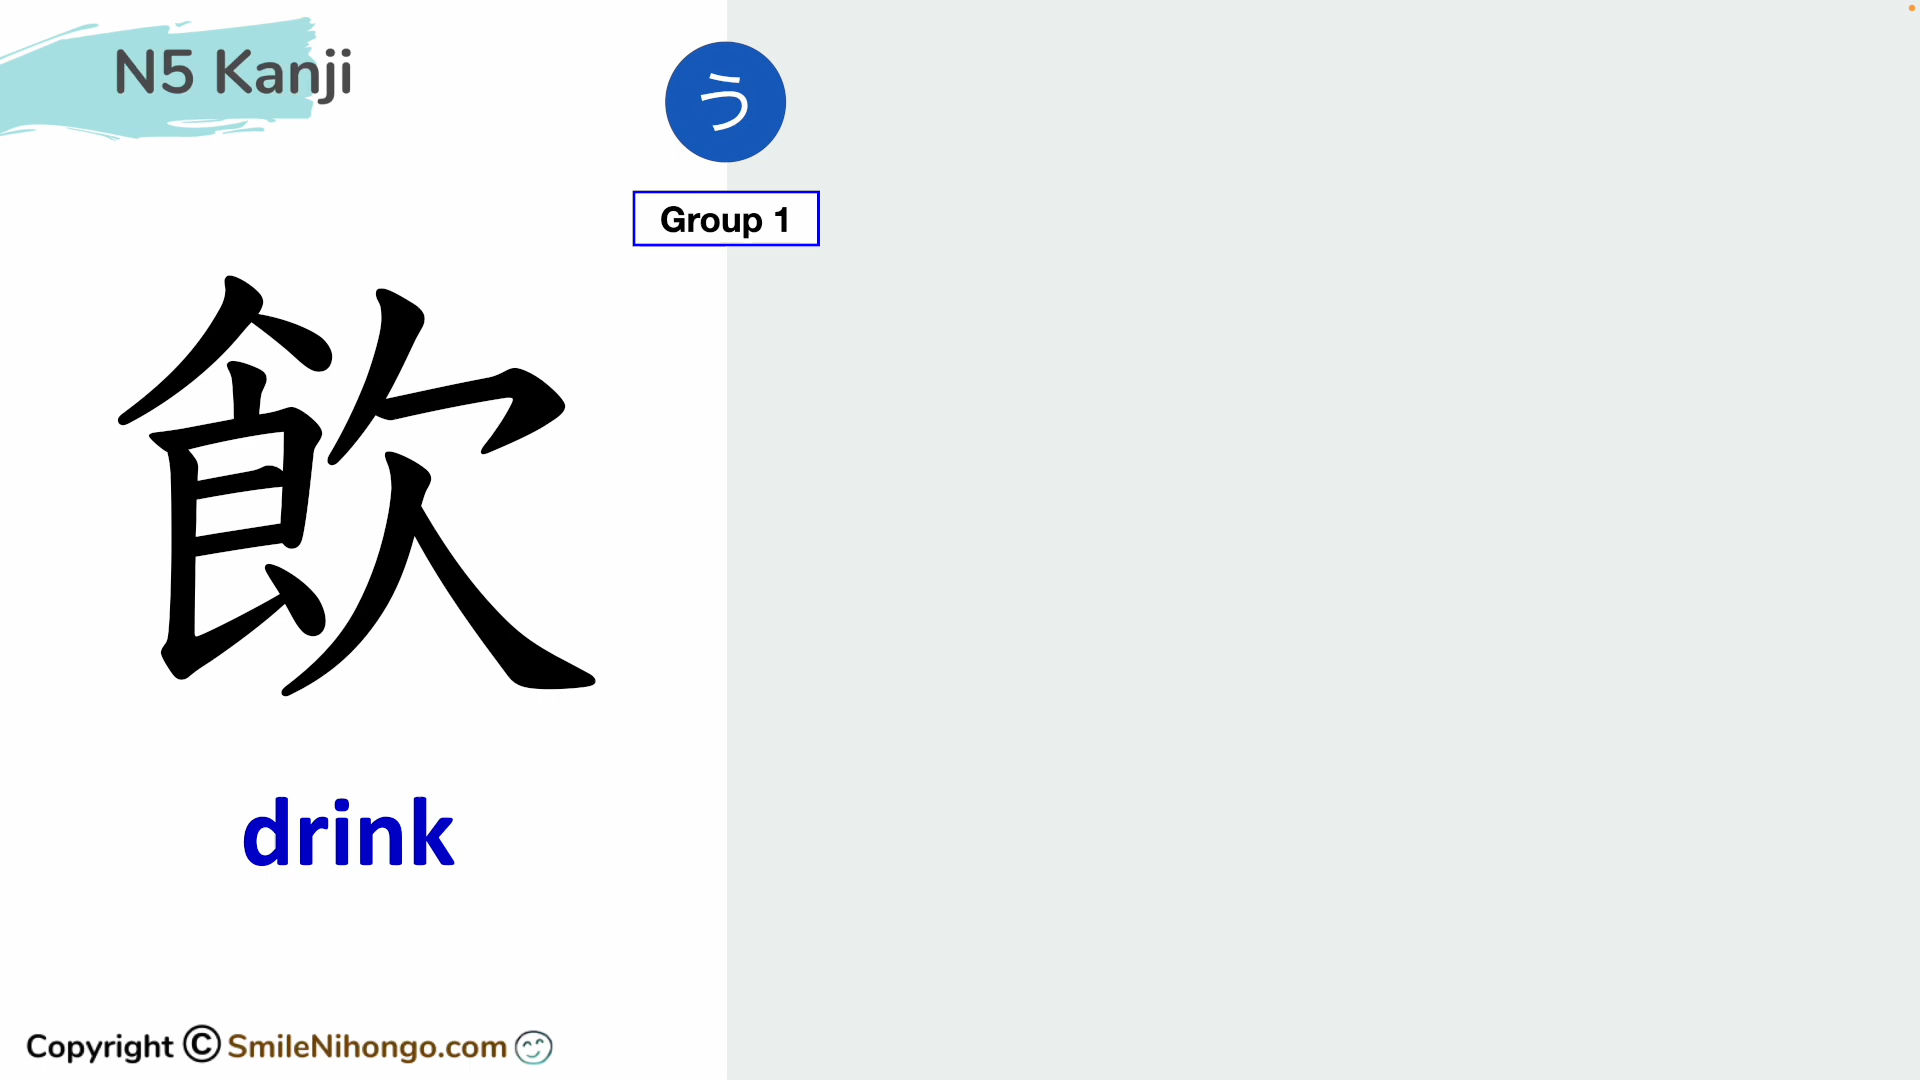 N5 Kanji
う
Group 1
飲
drink
Copyright © SmileNihongo.com